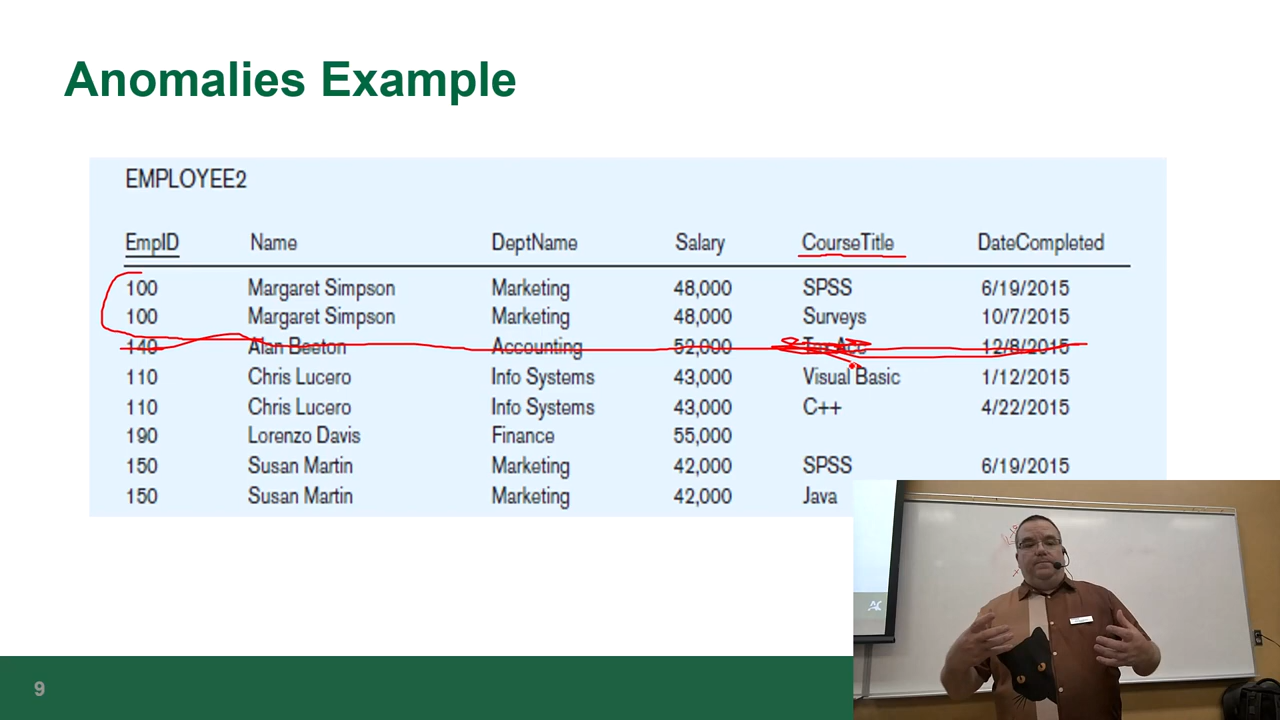 Anomalies Example
EMPLOYEE2
EmpID Name DeptName Salary CourseTitle DateCompleted
100 Margaret Simpson Marketing 48,000 SPSS 6/19/2015
100 Margaret Simpson Marketing 48,000 Surveys 10/7/2015
140 Alan Beeton Accounting 52,000 Tax Acc 12/8/2015
110 Chris Lucero Info Systems 43,000 Visual Basic 1/12/2015
110 Chris Lucero Info Systems 43,000 C++ 4/22/2015
190 Lorenzo Davis Finance 55,000
150 Susan Martin Marketing 42,000 SPSS 6/19/2015
150 Susan Martin Marketing 42,000 Java
9